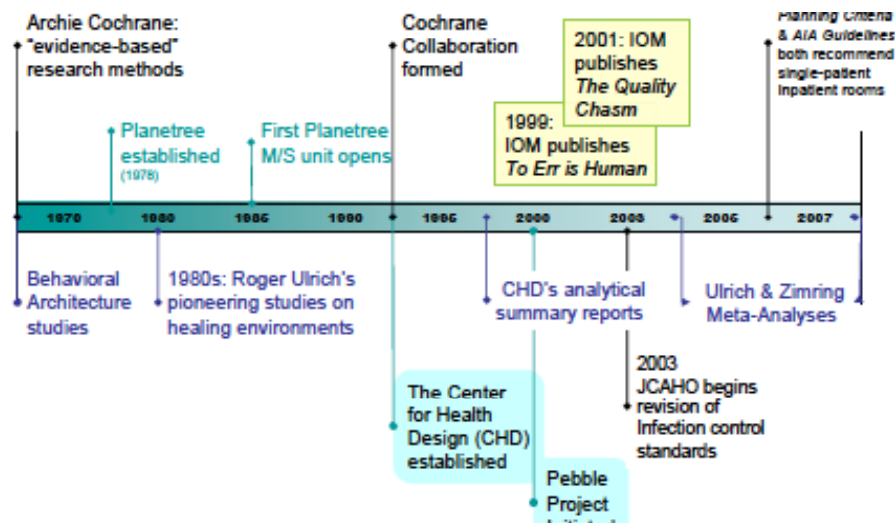 Archie Cochrane:
"evidence-based"
research methods
Cochrane
Collaboration
formed
2001: IOM
publishes
The Quality
Chasm
1999:
IOM publishes
To Err is Human
Planning Criteria
& AIA Guidelines
both recommend
single-patient
Inpatient rooms
Planetree
established
(1978)
First Planetree
M/S unit opens
1970 1980 1985 1990 1995 2000 2003 2005 2007
Behavioral
Architecture
studies
1980s: Roger Ulrich's
pioneering studies on
healing environments
CHD's analytical
summary reports
Ulrich & Zimring
Meta-Analyses
The Center
for Health
Design (CHD)
established
2003
JCAHO begins
revision of
Infection control
standards
Pebble
Project